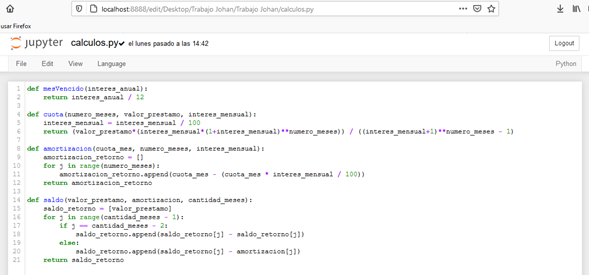 localhost:8888/edit/Desktop/Trabajo Johan/Trabajo Johan/calculos.py
usar Firefox
jupyter calculos.py✔ el lunes pasado a las 14:42
Logout
File Edit View Language
Python
1 def mesVencido(interes_anual):
2     return interes_anual / 12
3
4 def cuota(numero_meses, valor_prestamo, interes_mensual):
5     interes_mensual = interes_mensual / 100
6     return (valor_prestamo*(interes_mensual*(1+interes_mensual)**numero_meses)) / ((interes_mensual+1)**numero_meses - 1)
7
8 def amortizacion(cuota_mes, numero_meses, interes_mensual):
9     amortizacion_retorno = []
10     for j in range(numero_meses):
11         amortizacion_retorno.append(cuota_mes - (cuota_mes * interes_mensual / 100))
12     return amortizacion_retorno
13
14 def saldo(valor_prestamo, amortizacion, cantidad_meses):
15     saldo_retorno = [valor_prestamo]
16     for j in range(cantidad_meses - 1):
17         if j == cantidad_meses - 2:
18             saldo_retorno.append(saldo_retorno[j] - saldo_retorno[j])
19         else:
20             saldo_retorno.append(saldo_retorno[j] - amortizacion[j])
21     return saldo_retorno